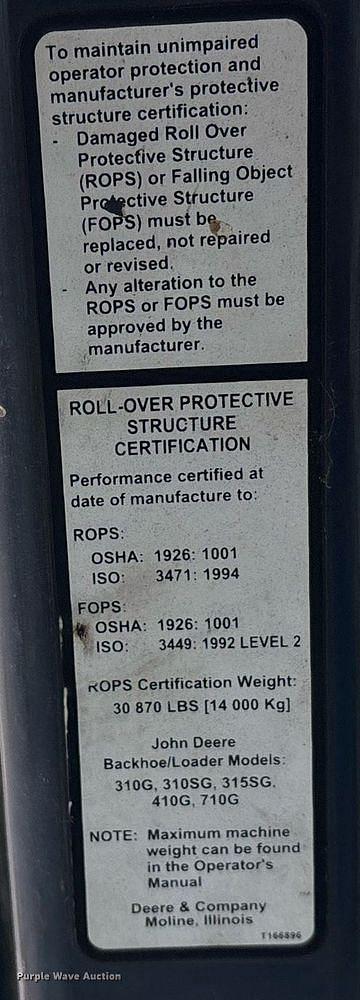 To maintain unimpaired
operator protection and
manufacturer's protective
structure certification:
- Damaged Roll Over
Protective Structure
(ROPS) or Falling Object
Protective Structure
(FOPS) must be
replaced, not repaired
or revised.
- Any alteration to the
ROPS or FOPS must be
approved by the
manufacturer.
ROLL-OVER PROTECTIVE
STRUCTURE
CERTIFICATION
Performance certified at
date of manufacture to:
ROPS:
OSHA: 1926: 1001
ISO: 3471: 1994
FOPS:
OSHA: 1926: 1001
ISO: 3449: 1992 LEVEL 2
ROPS Certification Weight:
30 870 LBS [14 000 Kg]
John Deere
Backhoe/Loader Models:
310G, 310SG, 315SG,
410G, 710G
NOTE: Maximum machine
weight can be found
in the Operator's
Manual
Deere & Company
Moline, Illinois
T166896
Purple Wave Auction